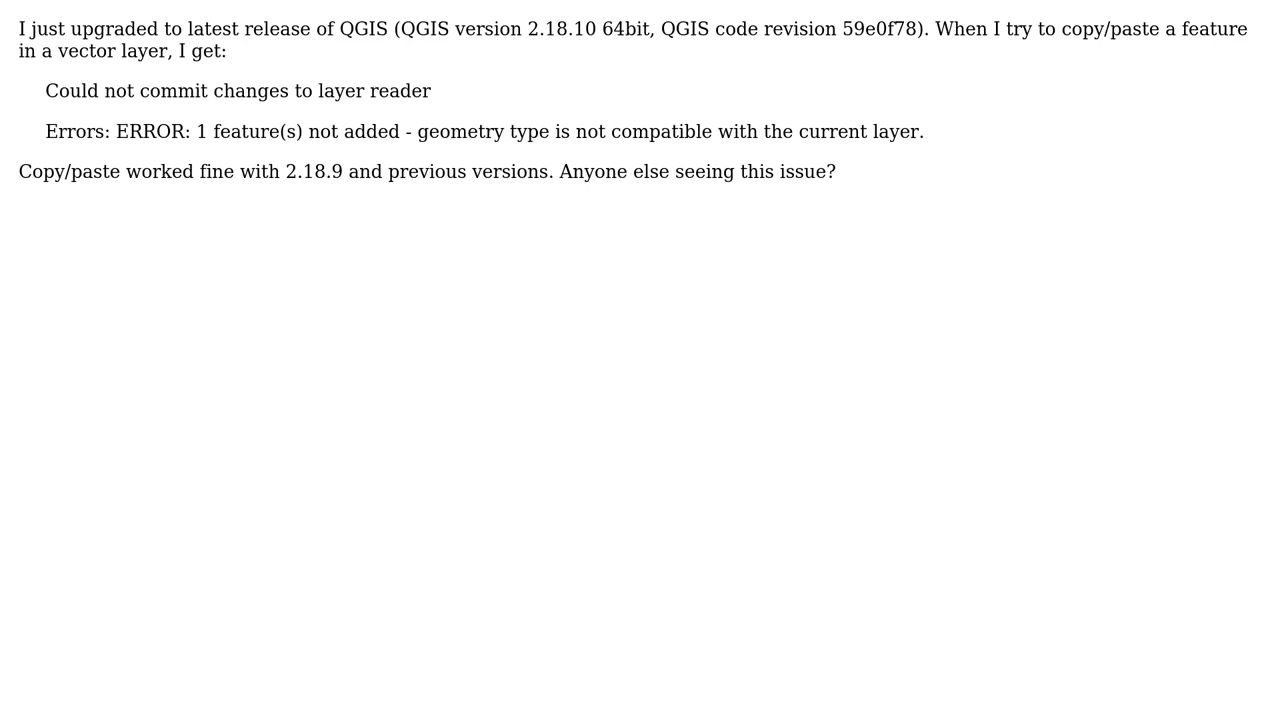 I just upgraded to latest release of QGIS (QGIS version 2.18.10 64bit, QGIS code revision 59e0f78). When I try to copy/paste a feature
in a vector layer, I get:
Could not commit changes to layer reader
Errors: ERROR: 1 feature(s) not added - geometry type is not compatible with the current layer.
Copy/paste worked fine with 2.18.9 and previous versions. Anyone else seeing this issue?